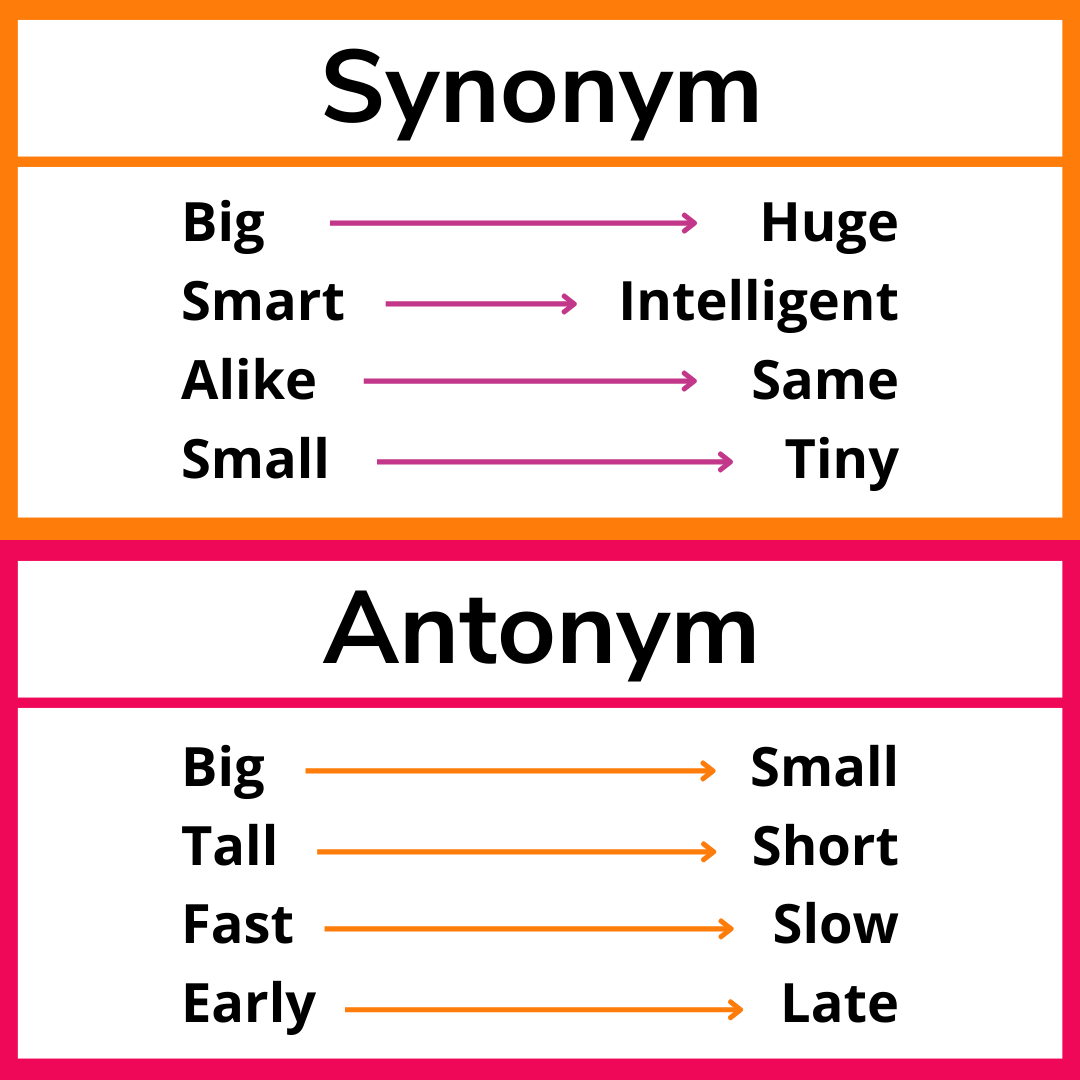 Synonym
Big Huge
Smart Intelligent
Alike Same
Small Tiny
Antonym
Big Small
Tall Short
Fast Slow
Early Late